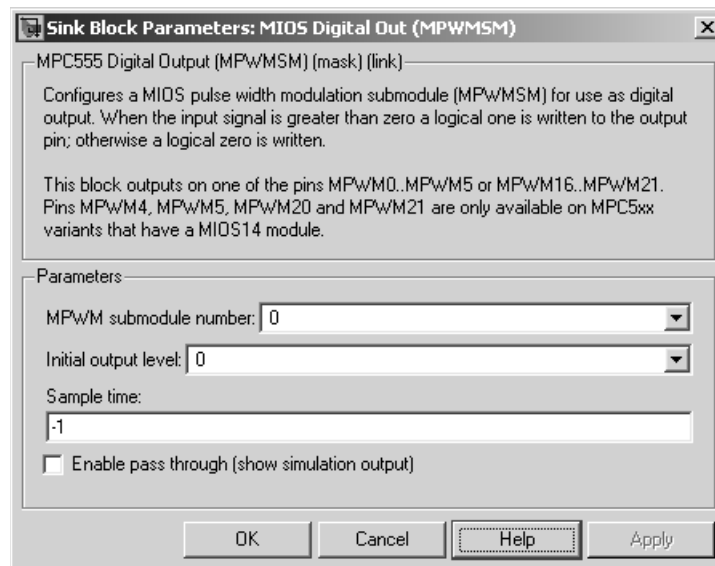 Sink Block Parameters: MIOS Digital Out (MPWMSM)
MPC555 Digital Output (MPWMSM) (mask) (link)
Configures a MIOS pulse width modulation submodule (MPWMSM) for use as digital
output. When the input signal is greater than zero a logical one is written to the output
pin; otherwise a logical zero is written.
This block outputs on one of the pins MPWM0..MPWM5 or MPWM16..MPWM21.
Pins MPWM4, MPWM5, MPWM20 and MPWM21 are only available on MPC5xx
variants that have a MIOS14 module.
Parameters
MPWM submodule number: 0
Initial output level: 0
Sample time:
-1
Enable pass through (show simulation output)
OK Cancel Help Apply